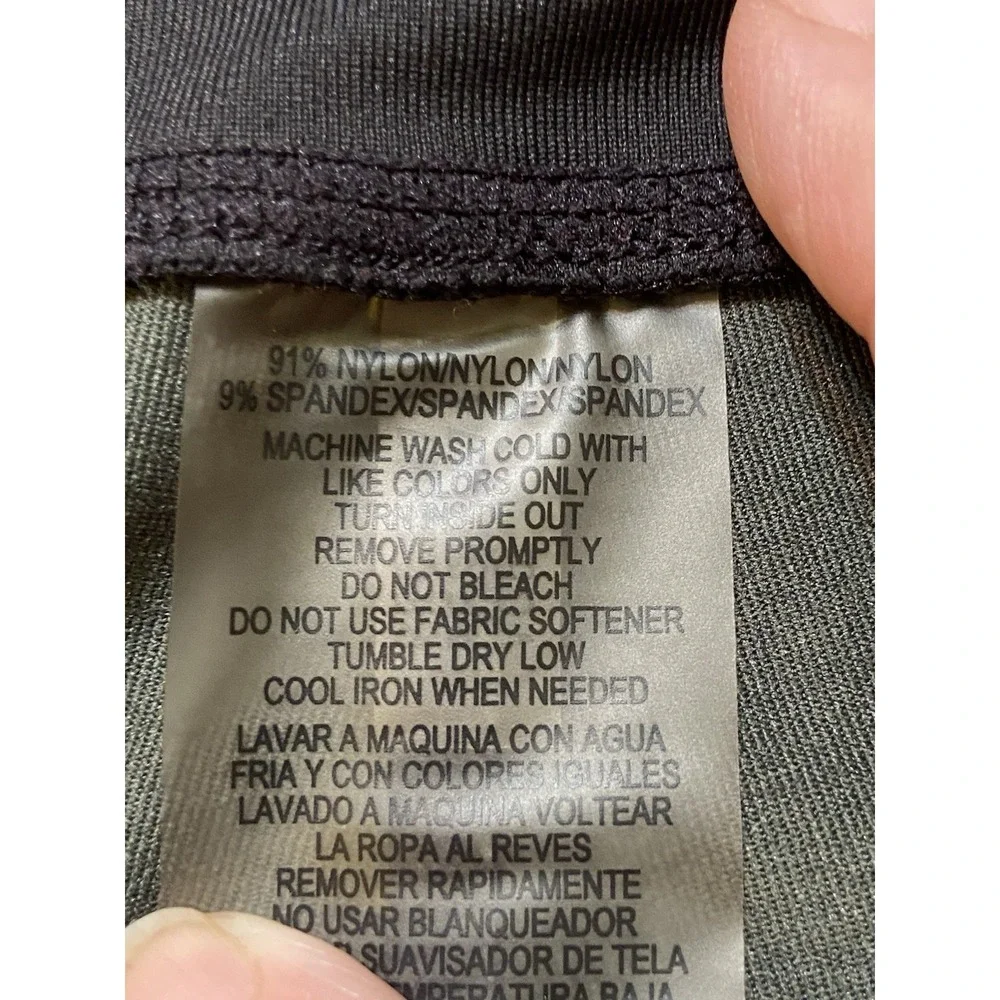 91% NYLON/NYLON/NYLON
9% SPANDEX/SPANDEX/SPANDEX
MACHINE WASH COLD WITH
LIKE COLORS ONLY
TURN INSIDE OUT
REMOVE PROMPTLY
DO NOT BLEACH
DO NOT USE FABRIC SOFTENER
TUMBLE DRY LOW
COOL IRON WHEN NEEDED
LAVAR A MAQUINA CON AGUA
FRIA Y CON COLORES IGUALES
LAVADO A MAQUINA VOLTEAR
LA ROPA AL REVES
REMOVER RAPIDAMENTE
NO USAR BLANQUEADOR
SUAVISADOR DE TELA
TEMPERATURA BAJA